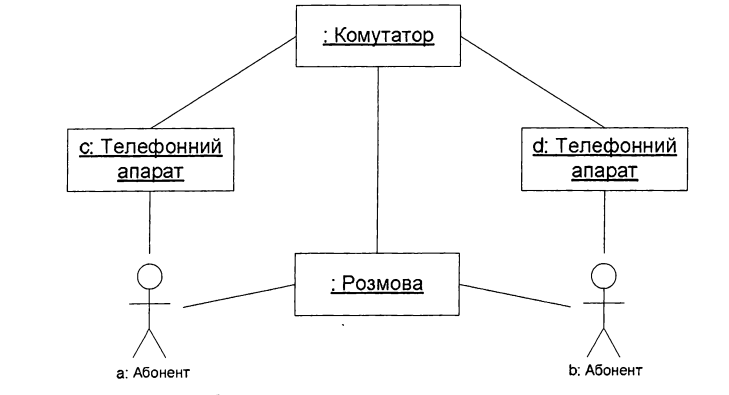 : Комутатор
c: Телефонний
апарат
d: Телефонний
апарат
: Розмова
a: Абонент
b: Абонент